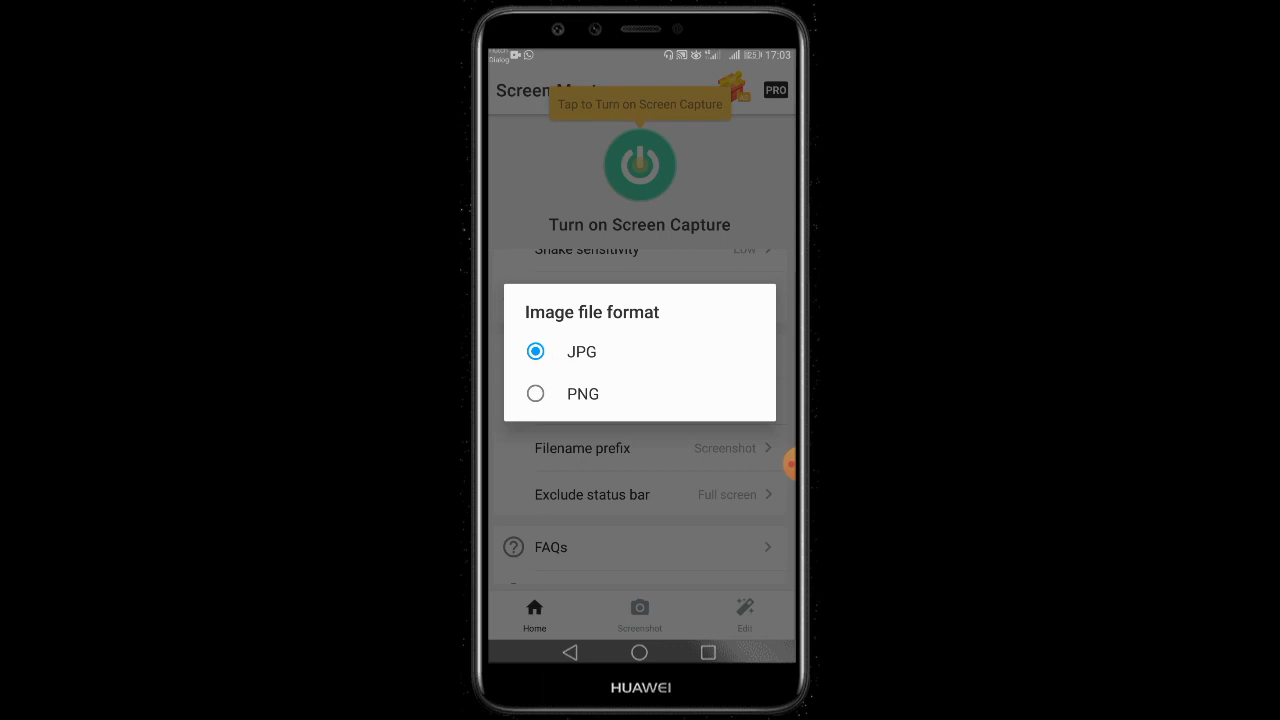 Dialog
17:03
Screen
PRO
Tap to Turn on Screen Capture
Turn on Screen Capture
Shake sensitivity
Low
Image file format
JPG
PNG
Filename prefix Screenshot
Exclude status bar Full screen
FAQs
Home Screenshot Edit
HUAWEI